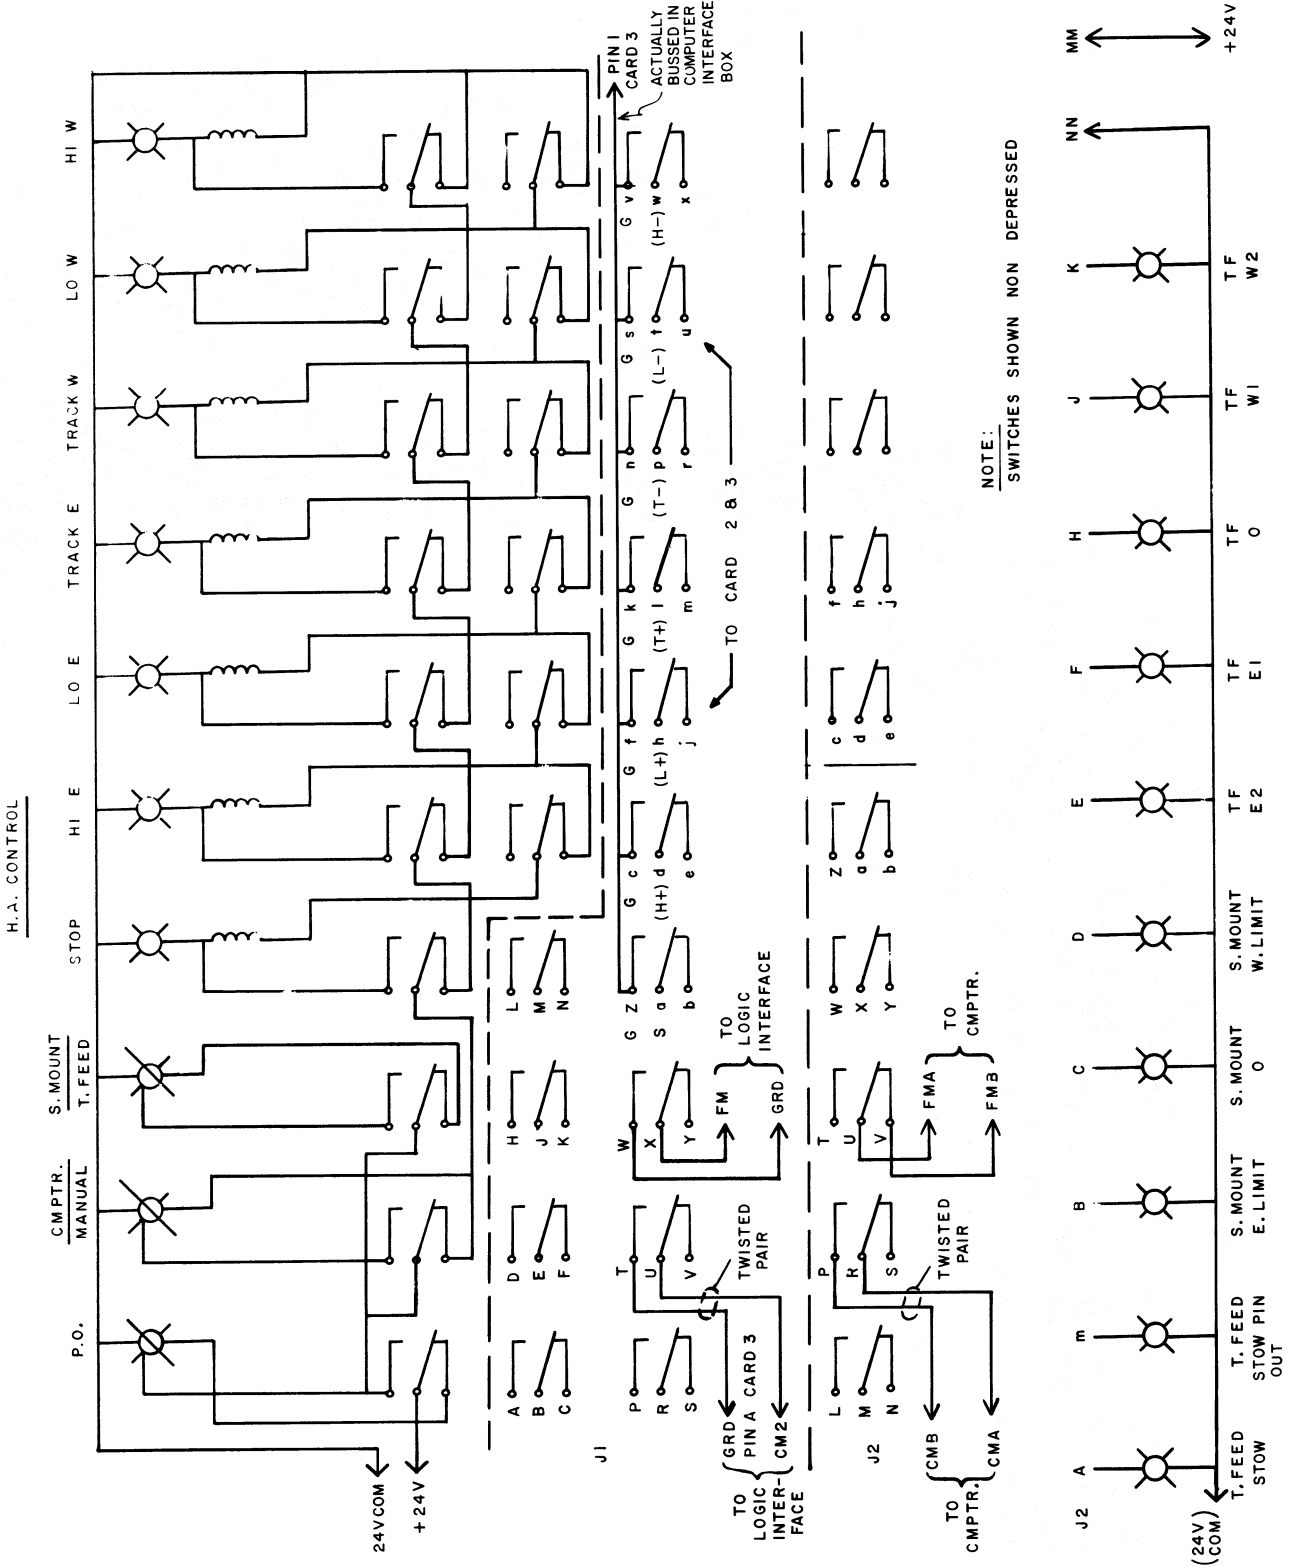 H.A. CONTROL
P.O.
CMPTR.
MANUAL
S.MOUNT
T.FEED
STOP
HI E
LO E
TRACK E
TRACK W
LO W
HI W
24VCOM
+24V
A
B
C
D
E
F
H
J
K
L
M
N
PIN 1
CARD 3
ACTUALLY
BUSSED IN
COMPUTER
INTERFACE
BOX
J1
P
R
S
T
U
V
W
X
Y
G Z
S a
b
G c
(H+) d
e
G f
(L+) h
j
G k
(T+) l
m
G n
(T-) p
r
G s
(L-) t
u
G v
(H-) w
x
TO CARD 2 & 3
TO
LOGIC
INTER-
FACE
GRD
PIN A CARD 3
CM2
TWISTED
PAIR
FM
GRD
TO
LOGIC
INTERFACE
J2
L
M
N
P
R
S
T
U
V
W
X
Y
Z
a
b
c
d
e
f
h
j
TO
CMPTR.
CMB
CMA
TWISTED
PAIR
FMA
FMB
TO
CMPTR.
NOTE:
SWITCHES SHOWN NON DEPRESSED
J2
A
m
B
C
D
E
F
H
J
K
NN
MM
(24V
COM)
T.FEED
STOW
T.FEED
STOW PIN
OUT
S.MOUNT
E.LIMIT
S.MOUNT
O
S.MOUNT
W.LIMIT
TF
E2
TF
E1
TF
O
TF
W1
TF
W2
+24V